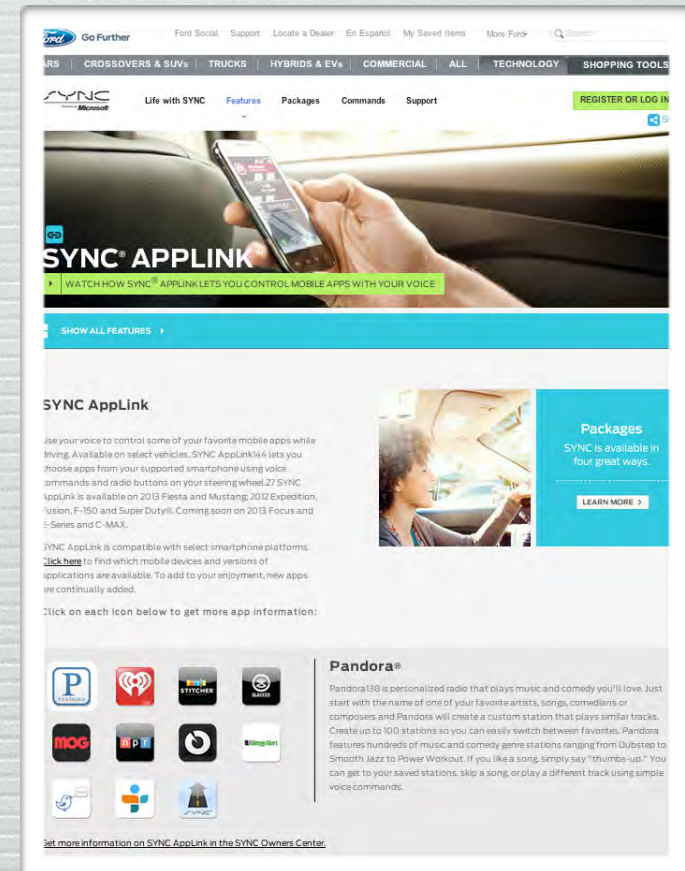 Ford Go Further Ford Social Support Locate a Dealer En Español My Saved Items More Ford Search
ARS CROSSOVERS & SUVs TRUCKS HYBRIDS & EVs COMMERCIAL ALL TECHNOLOGY SHOPPING TOOLS
SYNC Life with SYNC Features Packages Commands Support REGISTER OR LOG IN
Microsoft
SYNC® APPLINK™
WATCH HOW SYNC® APPLINK LETS YOU CONTROL MOBILE APPS WITH YOUR VOICE
SHOW ALL FEATURES
SYNC AppLink
Use your voice to control some of your favorite mobile apps while
driving. Available on select vehicles, SYNC AppLink144 lets you
choose apps from your supported smartphone using voice
commands and radio buttons on your steering wheel.27 SYNC
AppLink is available on 2013 Fiesta and Mustang; 2012 Expedition,
Fusion, F-150 and Super Duty®. Coming soon on 2013 Focus and
E-Series and C-MAX.
SYNC AppLink is compatible with select smartphone platforms.
Click here to find which mobile devices and versions of
applications are available. To add to your enjoyment, new apps
are continually added.
Click on each icon below to get more app information:
Packages
SYNC is available in
four great ways.
LEARN MORE >
P
PANDORA
STITCHER
GLACIER
MOG
npr
Allergy Alert
SYNC
Pandora®
Pandora138 is personalized radio that plays music and comedy you'll love. Just
start with the name of one of your favorite artists, songs, comedians or
composers and Pandora will create a custom station that plays similar tracks.
Create up to 100 stations so you can easily switch between favorites. Pandora
features hundreds of music and comedy genre stations ranging from Dubstep to
Smooth Jazz to Power Workout. If you like a song, simply say "thumbs-up." You
can get to your saved stations, skip a song, or play a different track using simple
voice commands.
Get more information on SYNC AppLink in the SYNC Owners Center.